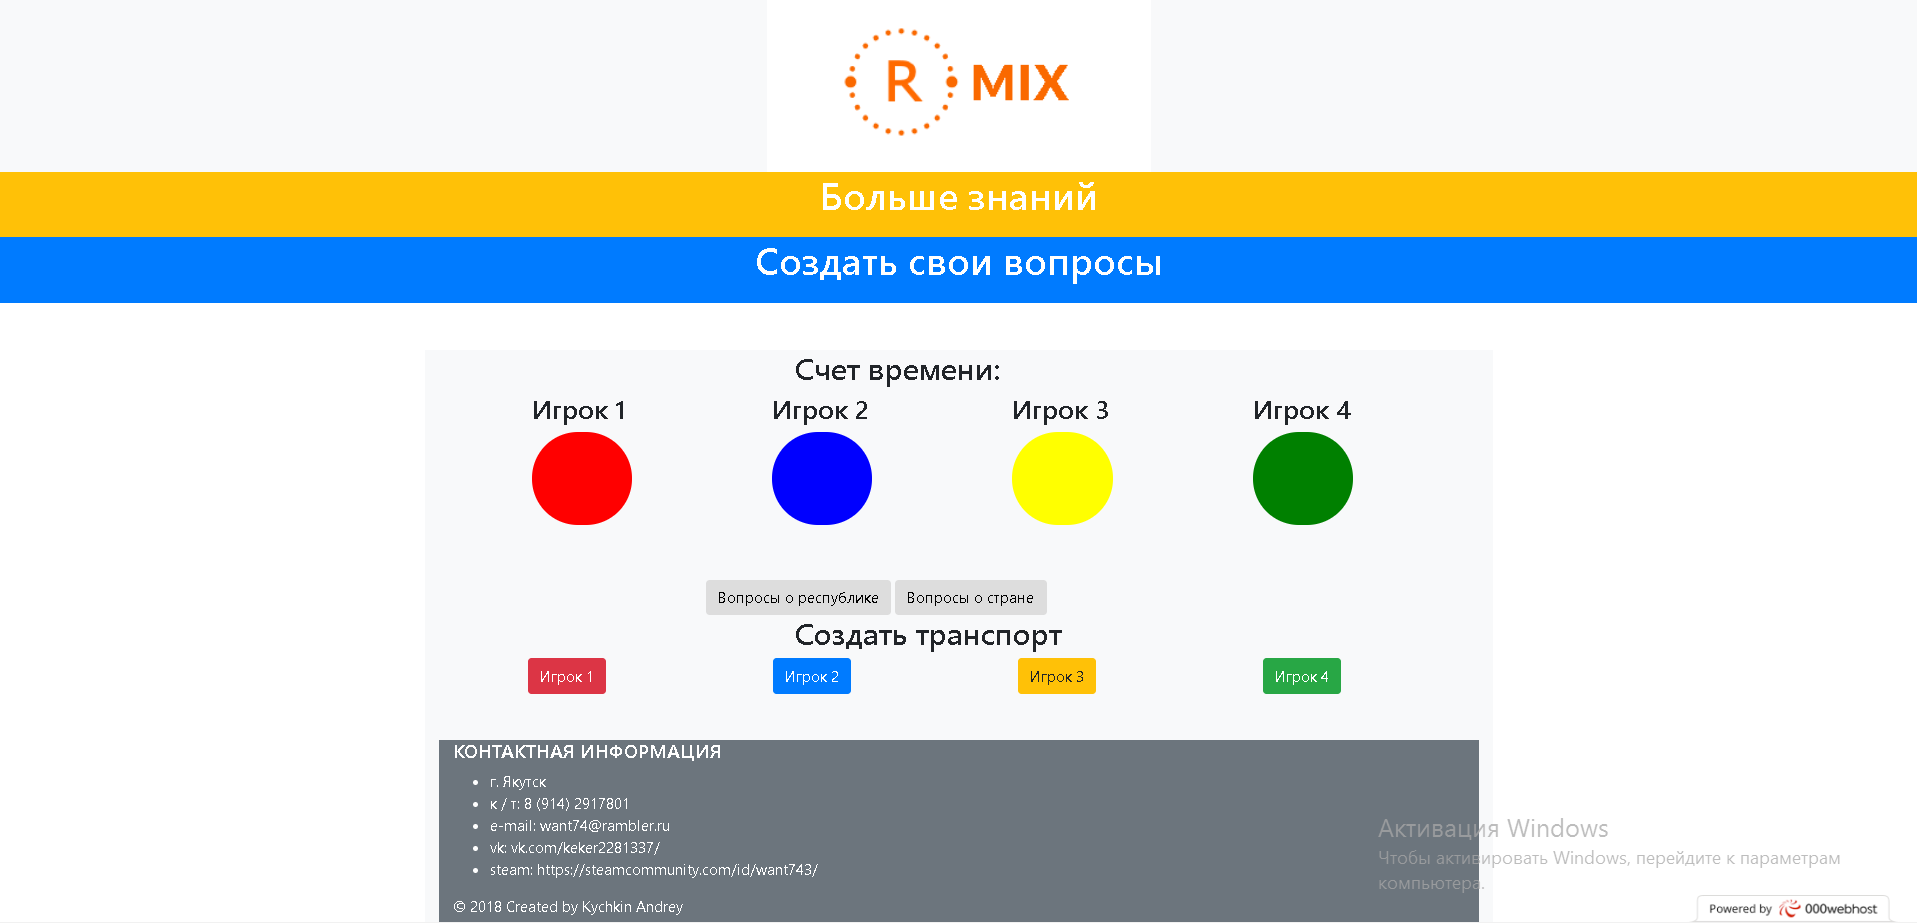 R MIX
Больше знаний
Создать свои вопросы
Счет времени:
Игрок 1 Игрок 2 Игрок 3 Игрок 4
Вопросы о республике Вопросы о стране
Создать транспорт
Игрок 1 Игрок 2 Игрок 3 Игрок 4
КОНТАКТНАЯ ИНФОРМАЦИЯ
г. Якутск
к / т: 8 (914) 2917801
e-mail: want74@rambler.ru
vk: vk.com/keker2281337/
steam: https://steamcommunity.com/id/want743/
© 2018 Created by Kychkin Andrey
Активация Windows
Чтобы активировать Windows, перейдите к параметрам
компьютера.
Powered by 000webhost